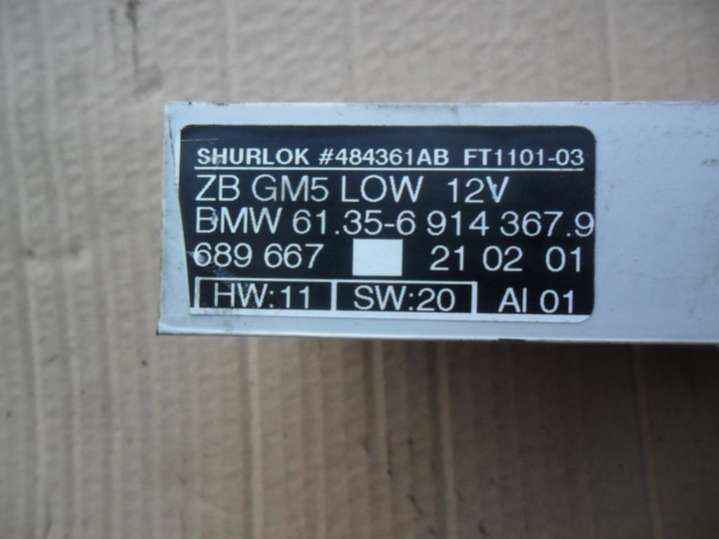 SHURLOK #484361AB FT1101-03
ZB GM5 LOW 12V
BMW 61.35-6 914 367.9
689 667 21 02 01
HW:11 SW:20 AI 01